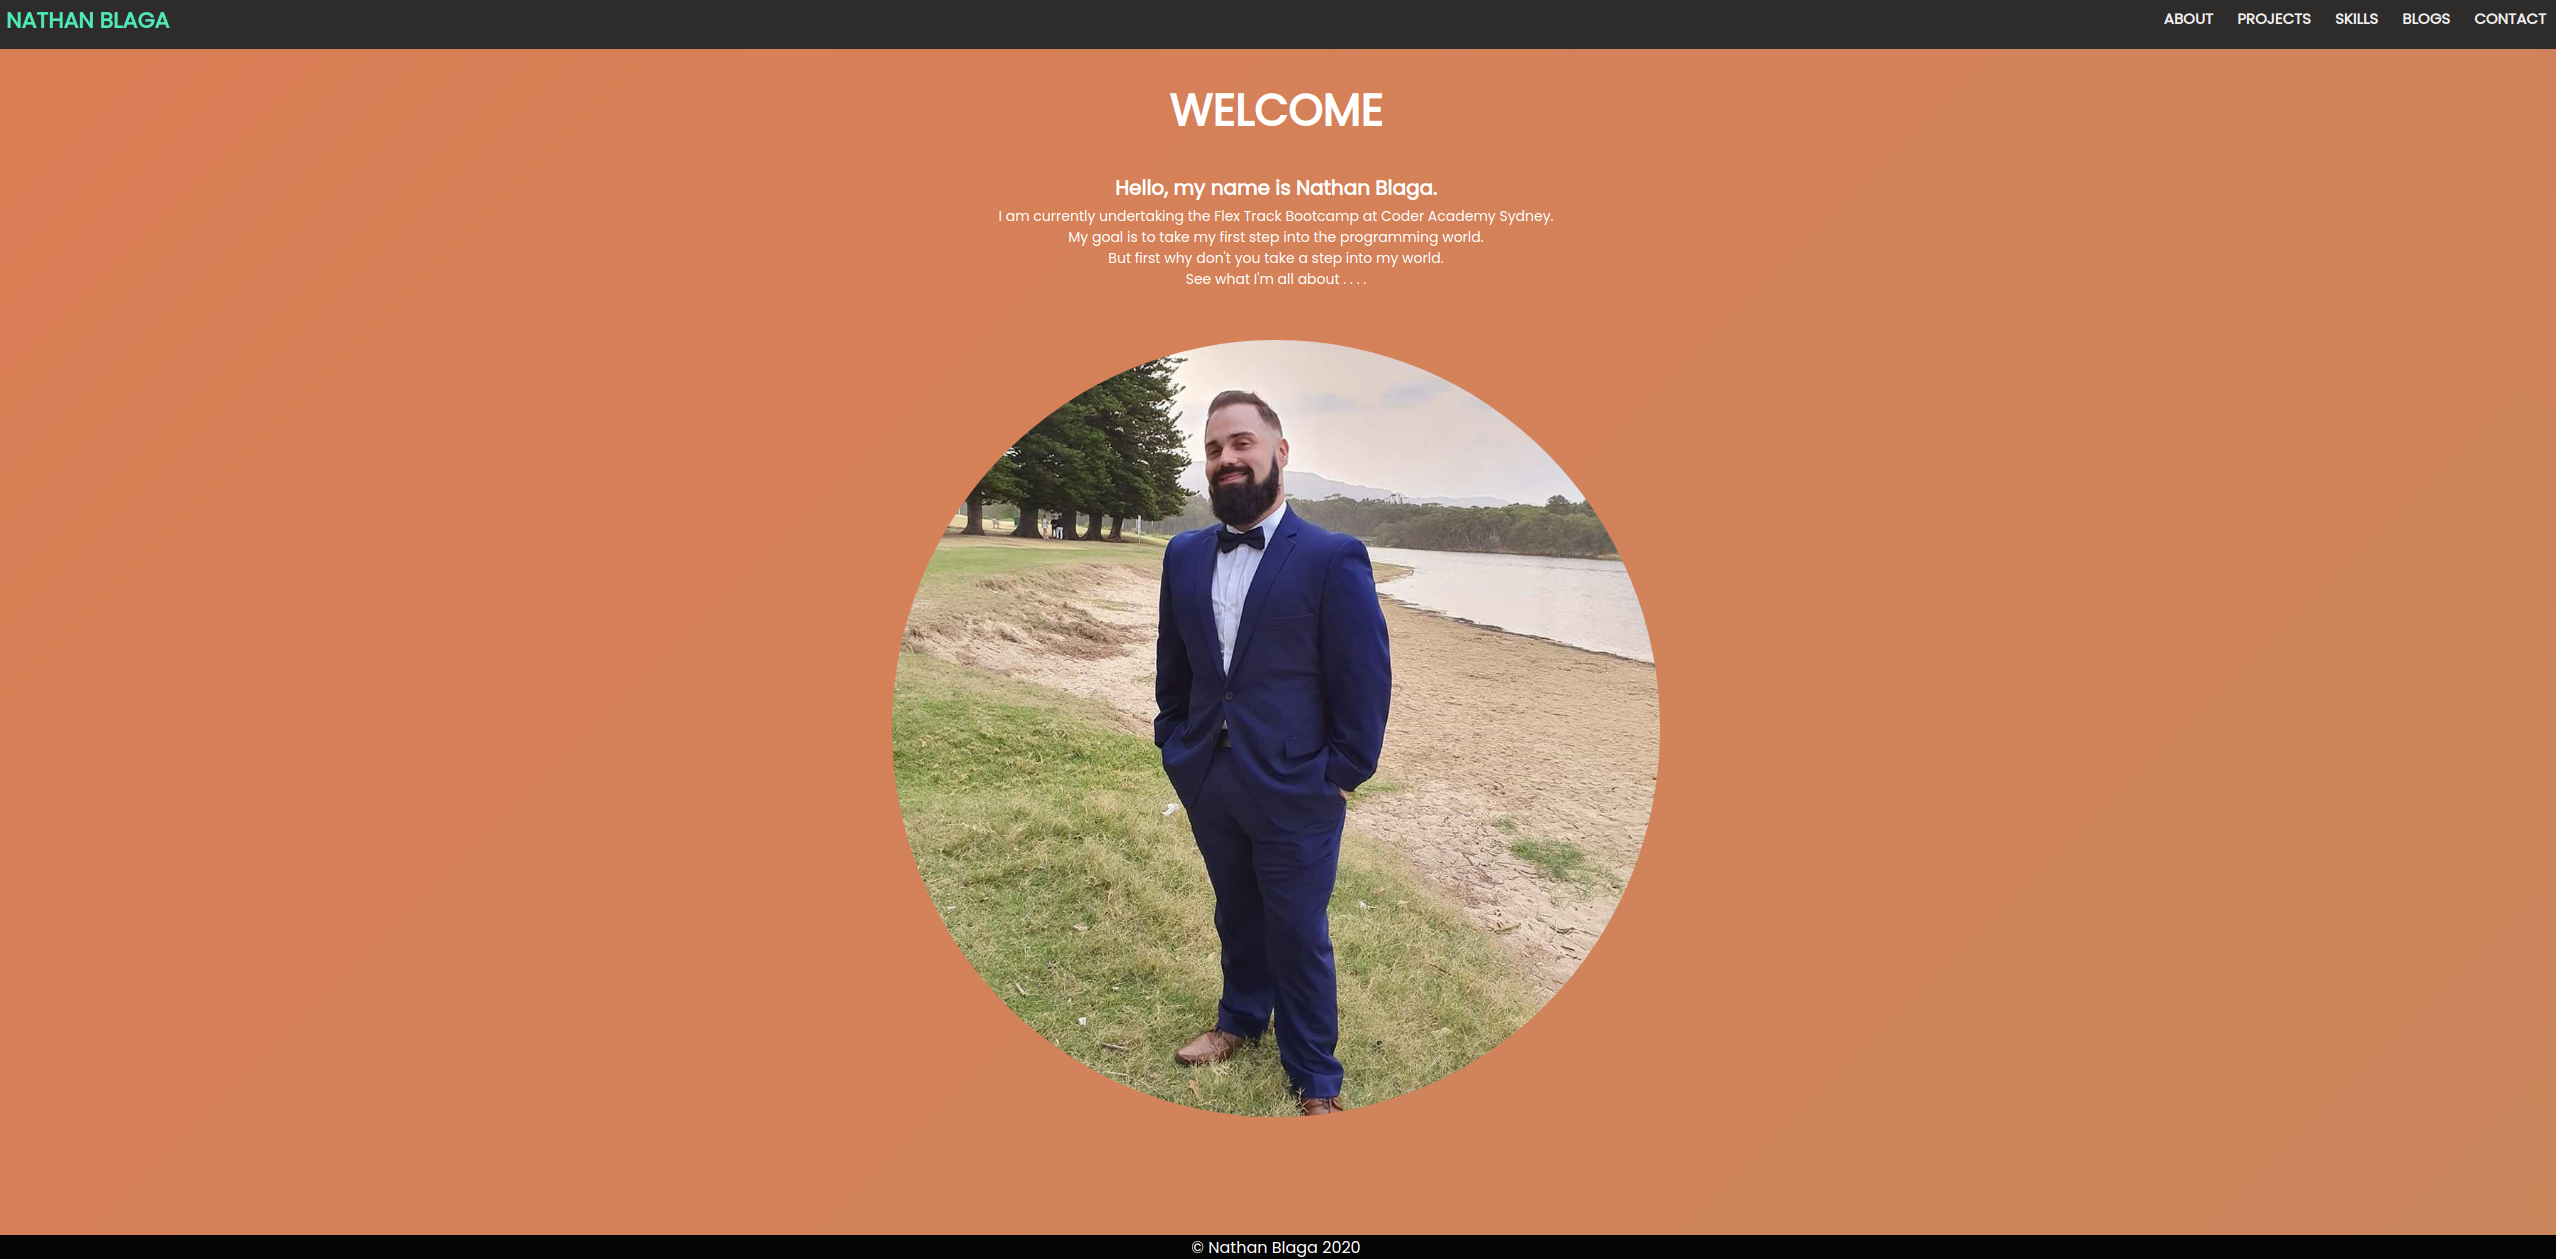 NATHAN BLAGA
ABOUT PROJECTS SKILLS BLOGS CONTACT
WELCOME
Hello, my name is Nathan Blaga.
I am currently undertaking the Flex Track Bootcamp at Coder Academy Sydney.
My goal is to take my first step into the programming world.
But first why don't you take a step into my world.
See what I'm all about . . . .
© Nathan Blaga 2020